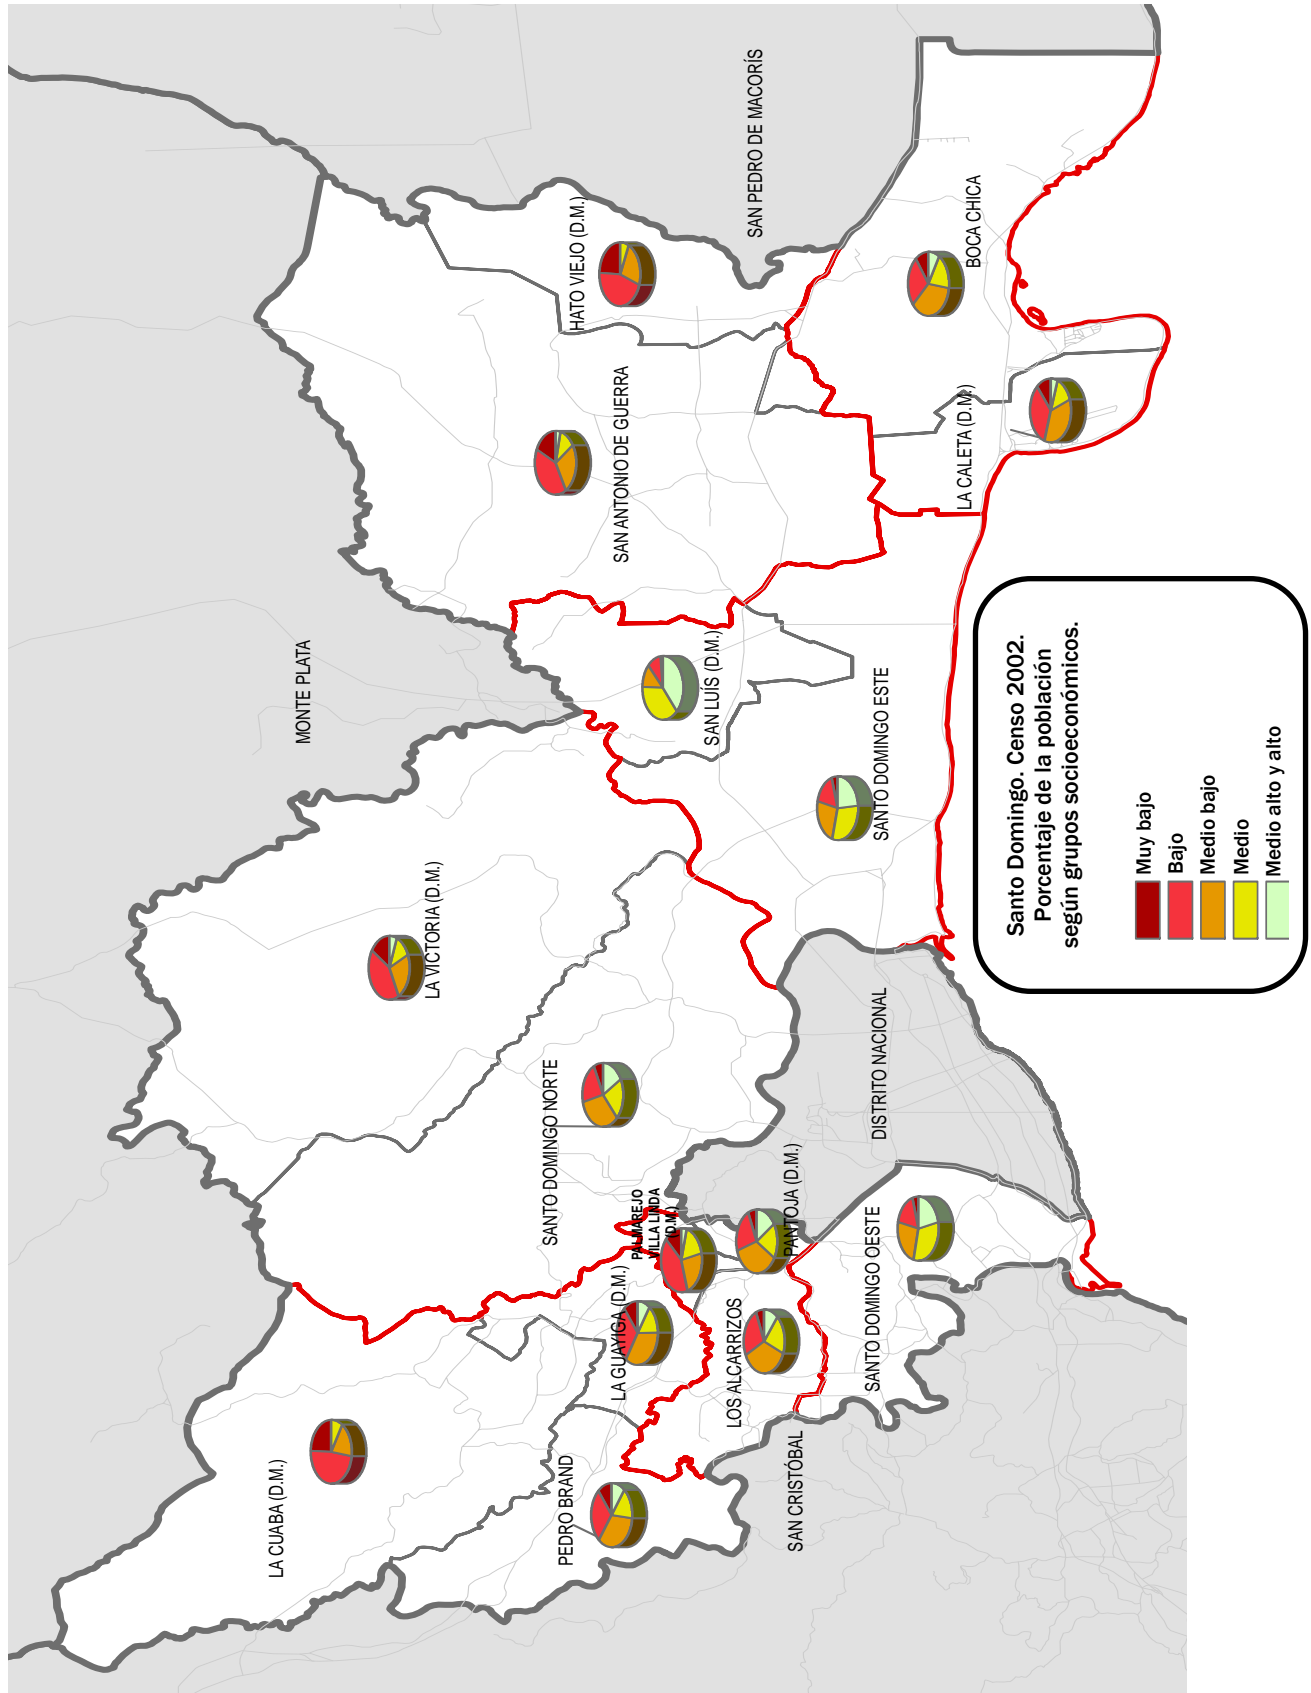 MONTE PLATA
SAN PEDRO DE MACORÍS
HATO VIEJO (D.M.)
SAN ANTONIO DE GUERRA
BOCA CHICA
LA CALETA (D.M.)
SAN LUÍS (D.M.)
SANTO DOMINGO ESTE
LA VICTORIA (D.M.)
SANTO DOMINGO NORTE
DISTRITO NACIONAL
PALMAREJO
VILLA LINDA
(D.M.)
PANTOJA (D.M.)
SANTO DOMINGO OESTE
LA GUAYIGA (D.M.)
LOS ALCARRIZOS
LA CUABA (D.M.)
PEDRO BRAND
SAN CRISTÓBAL
Santo Domingo. Censo 2002.
Porcentaje de la población
según grupos socioeconómicos.
Muy bajo
Bajo
Medio bajo
Medio
Medio alto y alto